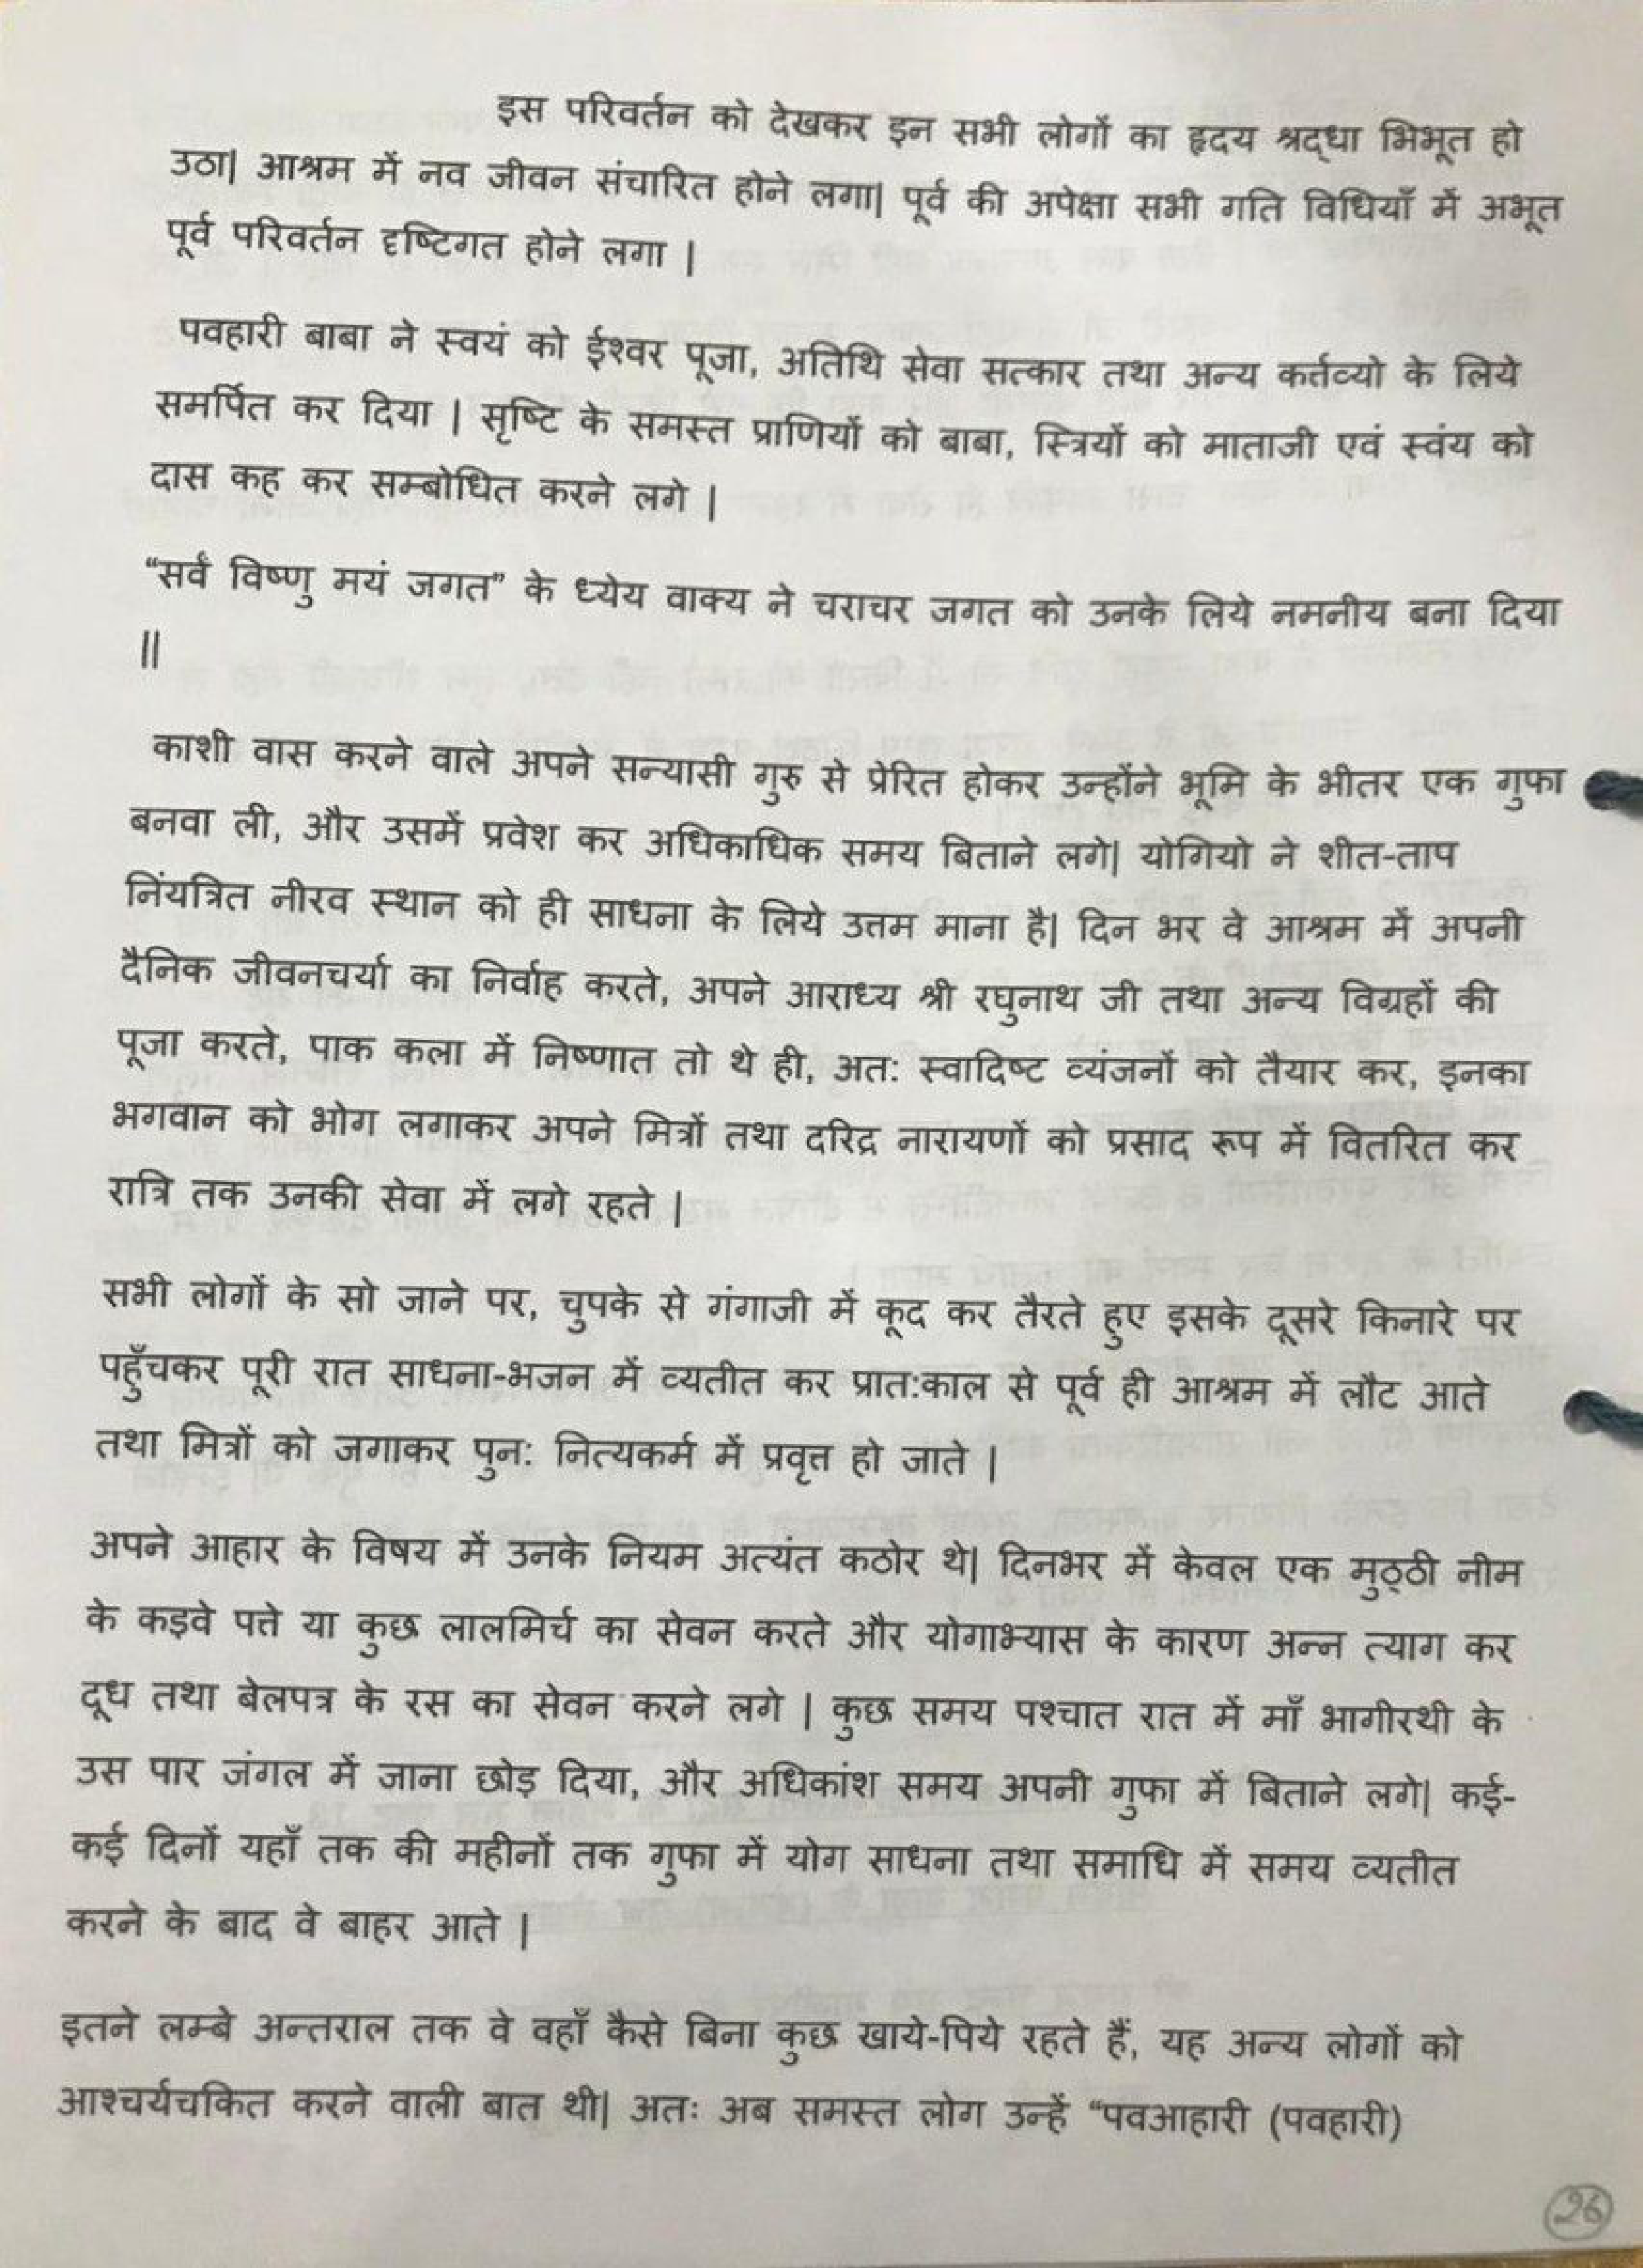 इस परिवर्तन को देखकर इन सभी लोगों का हृदय श्रद्धा भिभूत हो
उठा| आश्रम में नव जीवन संचारित होने लगा| पूर्व की अपेक्षा सभी गति विधियाँ में अभूत
पूर्व परिवर्तन दृष्टिगत होने लगा |
पवहारी बाबा ने स्वयं को ईश्वर पूजा, अतिथि सेवा सत्कार तथा अन्य कर्तव्यो के लिये
समर्पित कर दिया | सृष्टि के समस्त प्राणियों को बाबा, स्त्रियों को माताजी एवं स्वंय को
दास कह कर सम्बोधित करने लगे |
“सर्वं विष्णु मयं जगत” के ध्येय वाक्य ने चराचर जगत को उनके लिये नमनीय बना दिया
||
काशी वास करने वाले अपने सन्यासी गुरु से प्रेरित होकर उन्होंने भूमि के भीतर एक गुफा
बनवा ली, और उसमें प्रवेश कर अधिकाधिक समय बिताने लगे| योगियो ने शीत-ताप
निंयत्रित नीरव स्थान को ही साधना के लिये उत्तम माना है| दिन भर वे आश्रम में अपनी
दैनिक जीवनचर्या का निर्वाह करते, अपने आराध्य श्री रघुनाथ जी तथा अन्य विग्रहों की
पूजा करते, पाक कला में निष्णात तो थे ही, अत: स्वादिष्ट व्यंजनों को तैयार कर, इनका
भगवान को भोग लगाकर अपने मित्रों तथा दरिद्र नारायणों को प्रसाद रूप में वितरित कर
रात्रि तक उनकी सेवा में लगे रहते |
सभी लोगों के सो जाने पर, चुपके से गंगाजी में कूद कर तैरते हुए इसके दूसरे किनारे पर
पहुँचकर पूरी रात साधना-भजन में व्यतीत कर प्रात:काल से पूर्व ही आश्रम में लौट आते
तथा मित्रों को जगाकर पुन: नित्यकर्म में प्रवृत्त हो जाते |
अपने आहार के विषय में उनके नियम अत्यंत कठोर थे| दिनभर में केवल एक मुठ्ठी नीम
के कड़वे पत्ते या कुछ लालमिर्च का सेवन करते और योगाभ्यास के कारण अन्न त्याग कर
दूध तथा बेलपत्र के रस का सेवन करने लगे | कुछ समय पश्चात रात में माँ भागीरथी के
उस पार जंगल में जाना छोड़ दिया, और अधिकांश समय अपनी गुफा में बिताने लगे| कई-
कई दिनों यहाँ तक की महीनों तक गुफा में योग साधना तथा समाधि में समय व्यतीत
करने के बाद वे बाहर आते |
इतने लम्बे अन्तराल तक वे वहाँ कैसे बिना कुछ खाये-पिये रहते हैं, यह अन्य लोगों को
आश्चर्यचकित करने वाली बात थी| अतः अब समस्त लोग उन्हें “पवआहारी (पवहारी)
26